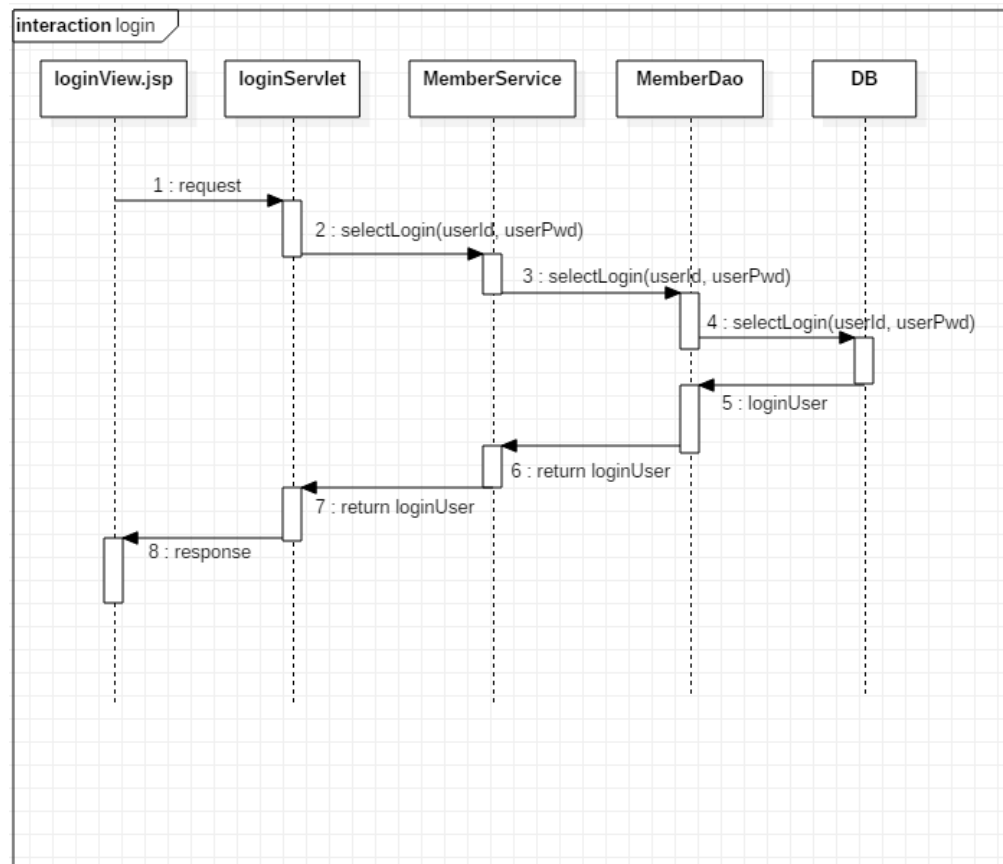 interaction login
loginView.jsp
loginServlet
MemberService
MemberDao
DB
1 : request
2 : selectLogin(userId, userPwd)
3 : selectLogin(userId, userPwd)
4 : selectLogin(userId, userPwd)
5 : loginUser
6 : return loginUser
7 : return loginUser
8 : response